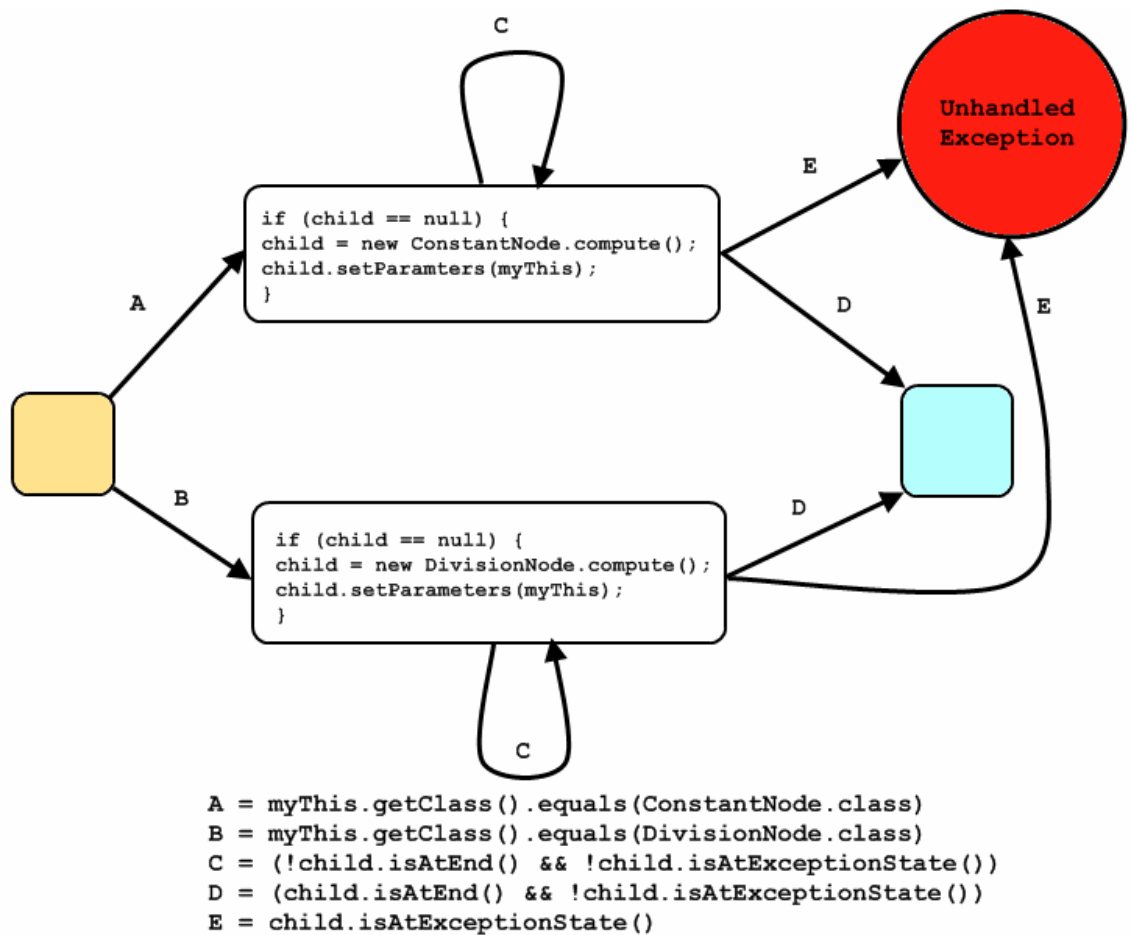 C
Unhandled
Exception
E
if (child == null) {
child = new ConstantNode.compute();
child.setParamters(myThis);
}
A
D
E
B
D
if (child == null) {
child = new DivisionNode.compute();
child.setParameters(myThis);
}
C
A = myThis.getClass().equals(ConstantNode.class)
B = myThis.getClass().equals(DivisionNode.class)
C = (!child.isAtEnd() && !child.isAtExceptionState())
D = (child.isAtEnd() && !child.isAtExceptionState())
E = child.isAtExceptionState()